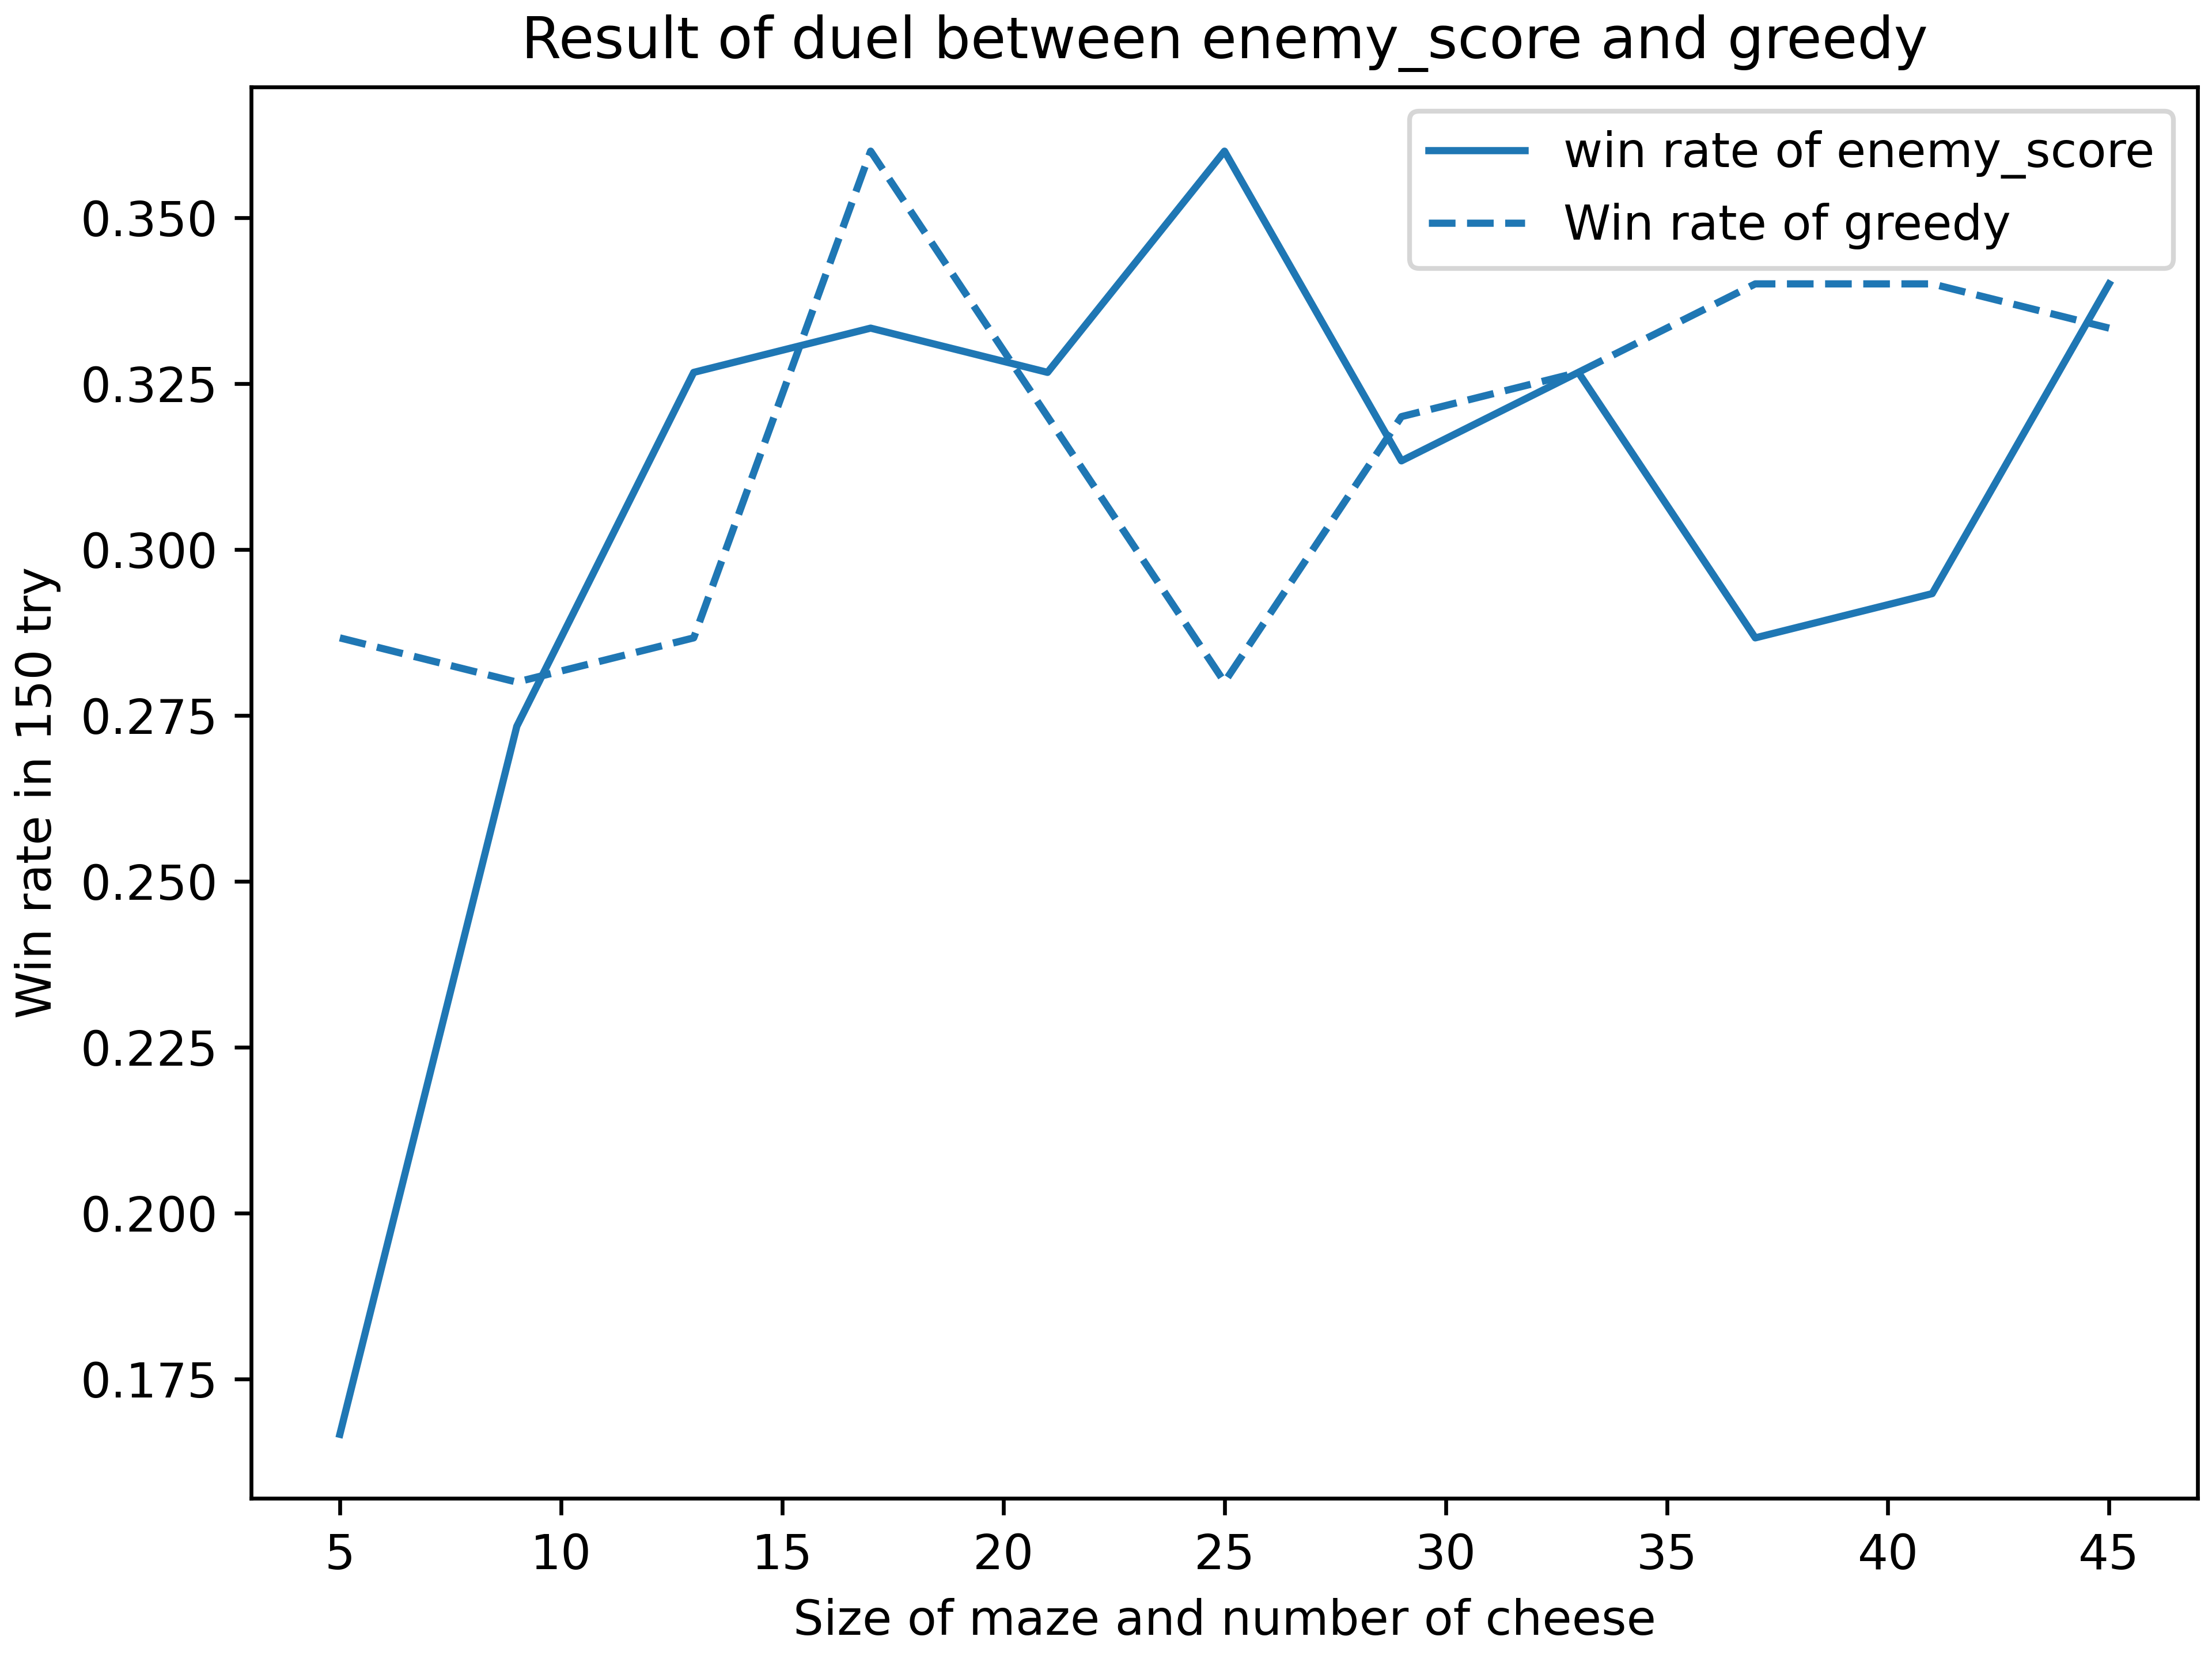 Result of duel between enemy_score and greedy
win rate of enemy_score
Win rate of greedy
Win rate in 150 try
0.350
0.325
0.300
0.275
0.250
0.225
0.200
0.175
5 10 15 20 25 30 35 40 45
Size of maze and number of cheese